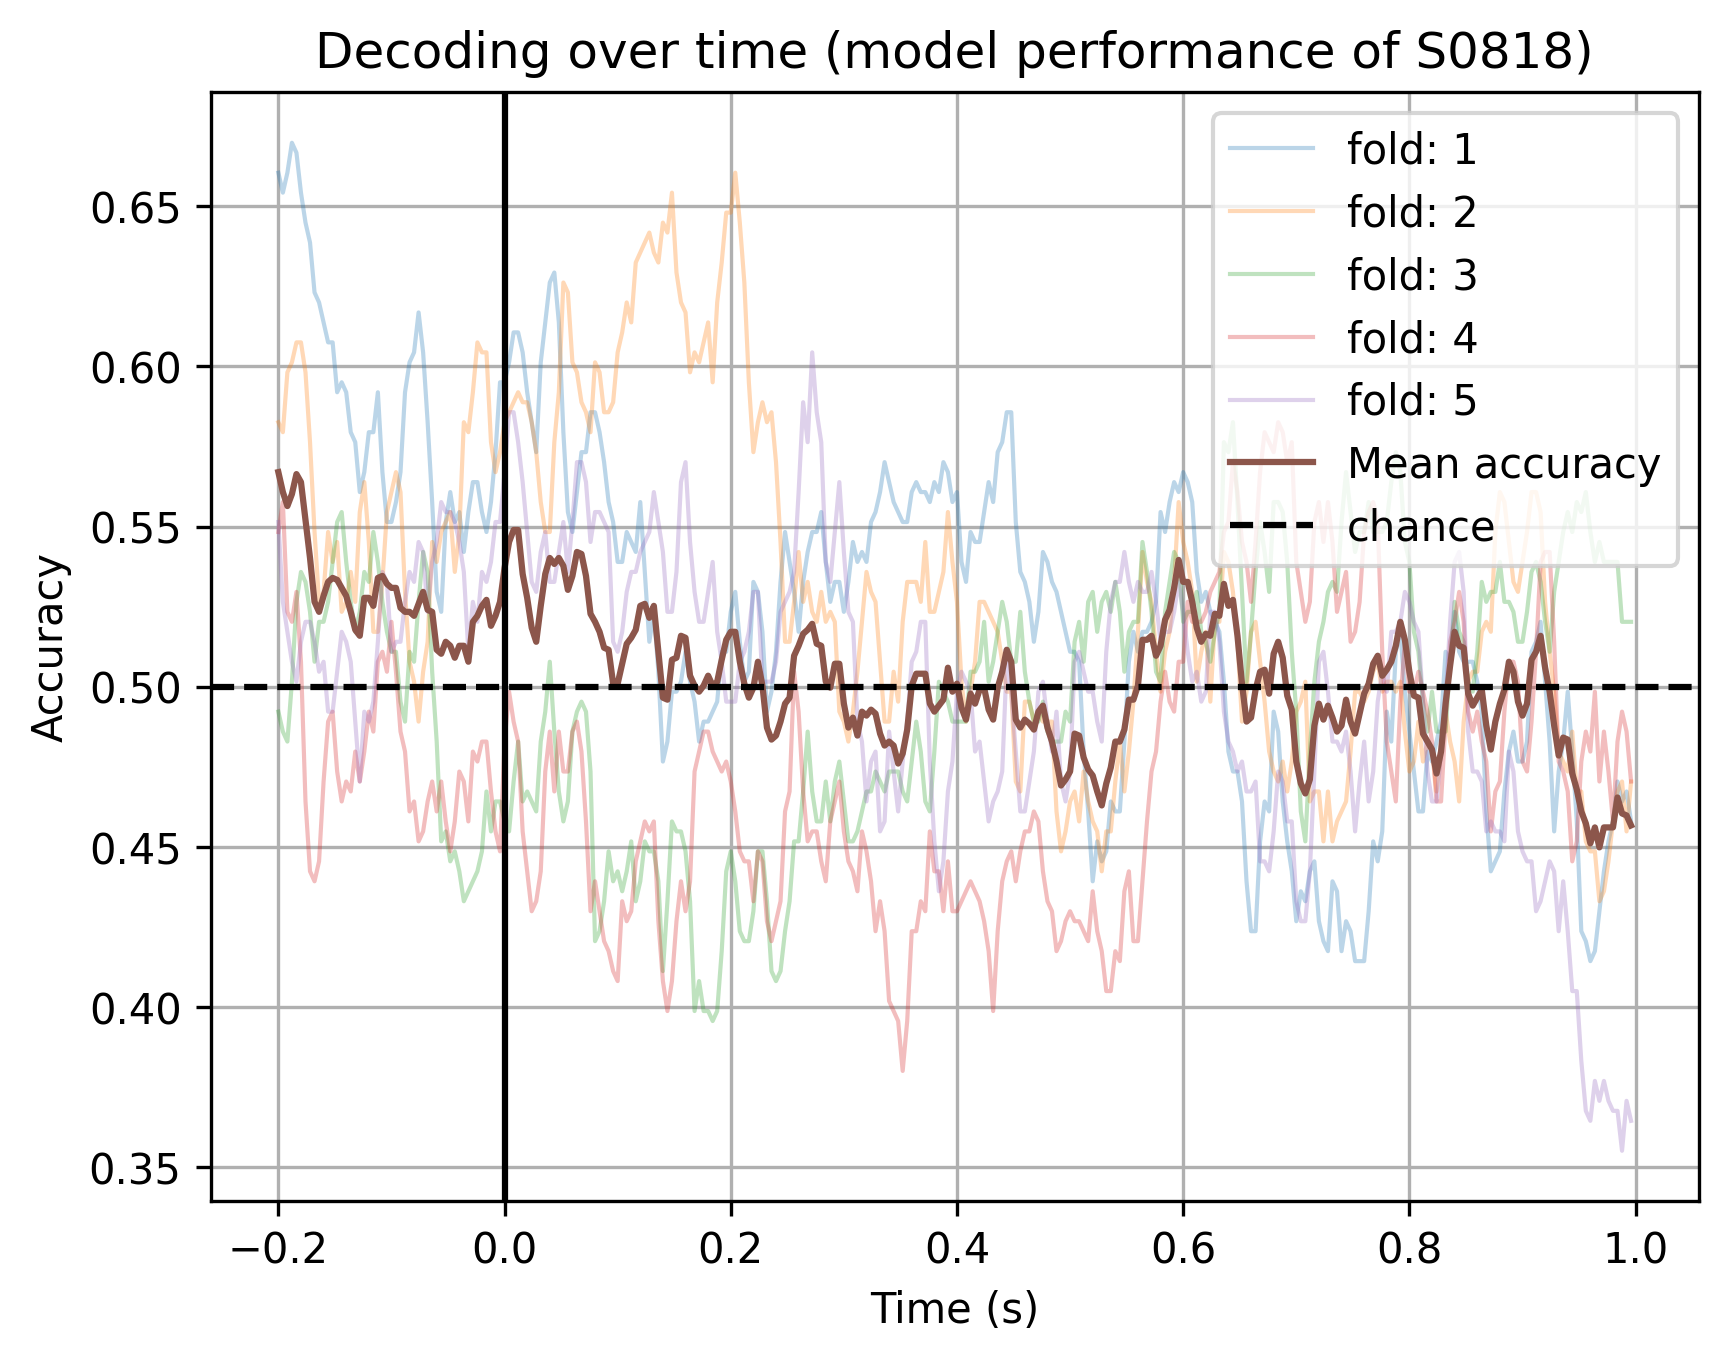 Decoding over time (model performance of S0818)
fold: 1
fold: 2
fold: 3
fold: 4
fold: 5
Mean accuracy
chance
Accuracy
0.65
0.60
0.55
0.50
0.45
0.40
0.35
−0.2 0.0 0.2 0.4 0.6 0.8 1.0
Time (s)